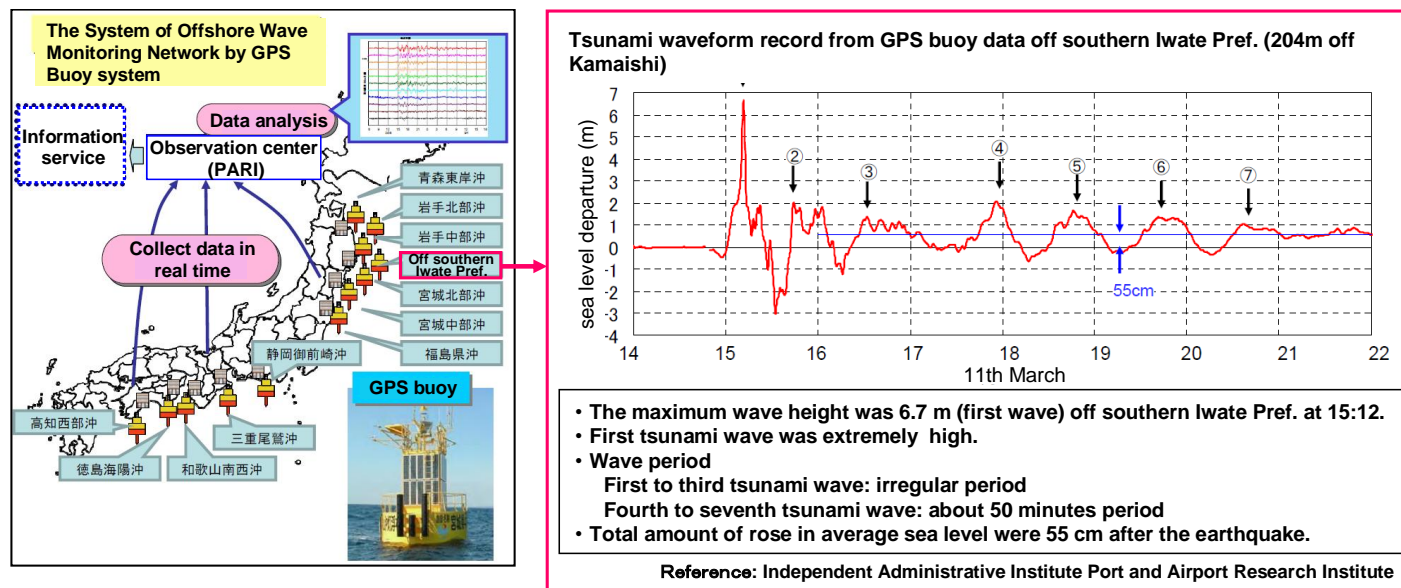 The System of Offshore Wave
Monitoring Network by GPS
Buoy system
Data analysis
Information
service
Observation center
(PARI)
Collect data in
real time
青森東岸沖
岩手北部沖
岩手中部沖
Off southern
Iwate Pref.
宮城北部沖
宮城中部沖
福島県沖
静岡御前崎沖
GPS buoy
高知西部沖
三重尾鷲沖
徳島海陽沖
和歌山南西沖
Tsunami waveform record from GPS buoy data off southern Iwate Pref. (204m off
Kamaishi)
sea level departure (m)
7
6
5
4
3
2
1
0
-1
-2
-3
-4
②
③
④
⑤
⑥
⑦
55cm
14 15 16 17 18 19 20 21 22
11th March
・The maximum wave height was 6.7 m (first wave) off southern Iwate Pref. at 15:12.
・First tsunami wave was extremely high.
・Wave period
First to third tsunami wave: irregular period
Fourth to seventh tsunami wave: about 50 minutes period
・Total amount of rose in average sea level were 55 cm after the earthquake.
Reference: Independent Administrative Institute Port and Airport Research Institute